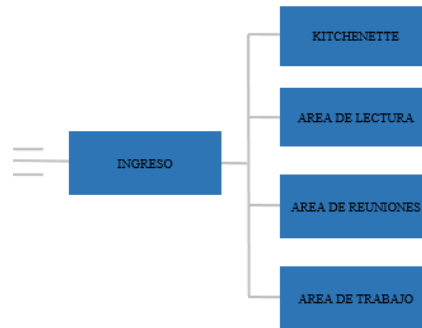 KITCHENETTE
AREA DE LECTURA
INGRESO
AREA DE REUNIONES
AREA DE TRABAJO